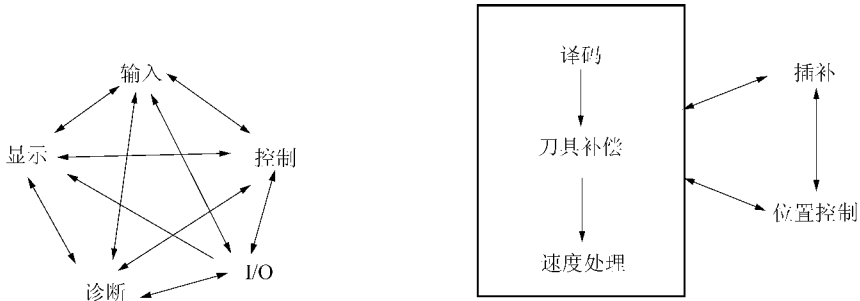 输入
显示
控制
I/O
诊断
译码
刀具补偿
速度处理
插补
位置控制